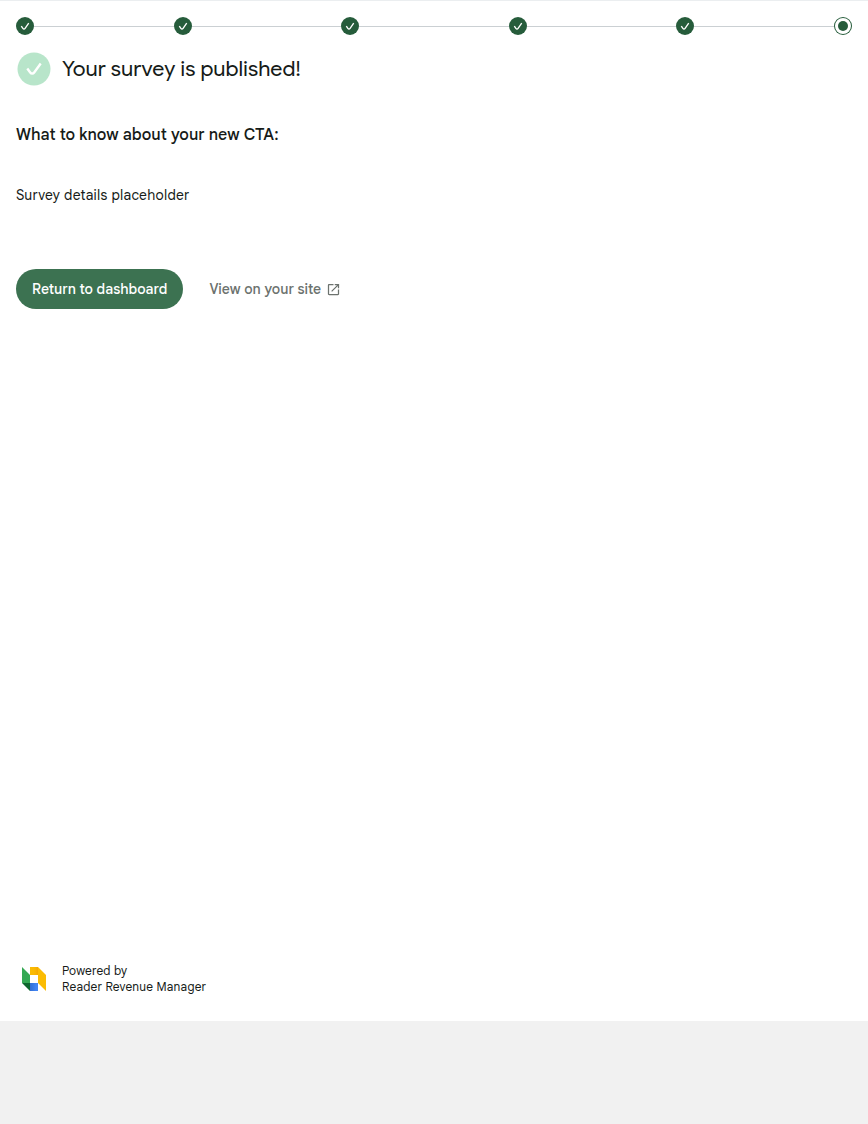 Your survey is published!
What to know about your new CTA:
Survey details placeholder
Return to dashboard
View on your site
Powered by
Reader Revenue Manager